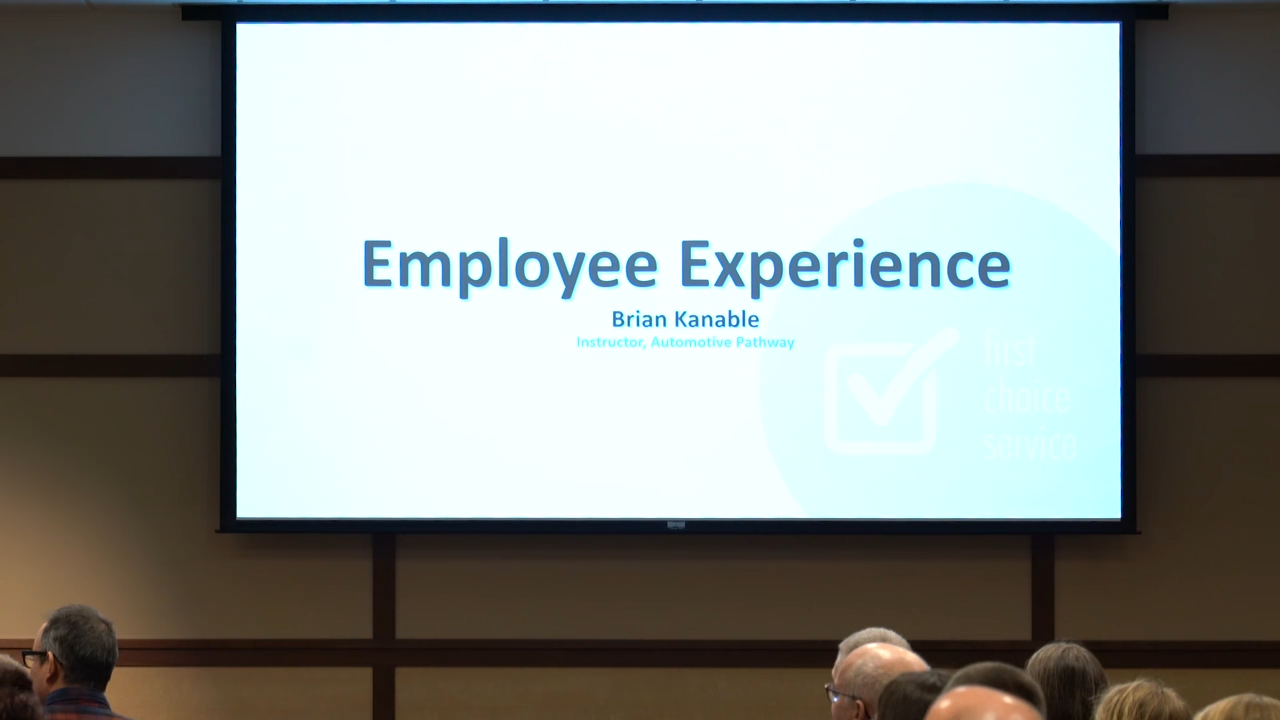 Employee Experience
Brian Kanable
Instructor, Automotive Pathway
first
choice
service